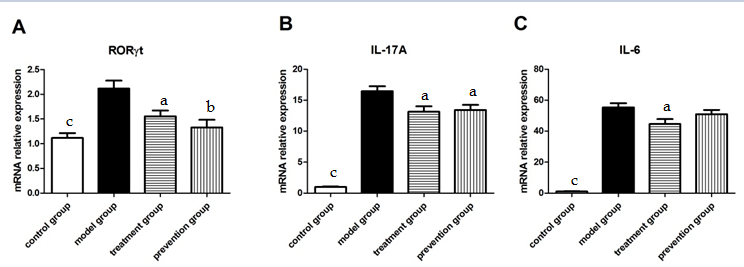 A
RORγt
mRNA relative expression
2.5
2.0
1.5
1.0
0.5
0.0
c
a
b
control group
model group
treatment group
prevention group
B
IL-17A
mRNA relative expression
20
15
10
5
0
c
a
a
control group
model group
treatment group
prevention group
C
IL-6
mRNA relative expression
80
60
40
20
0
c
a
control group
model group
treatment group
prevention group